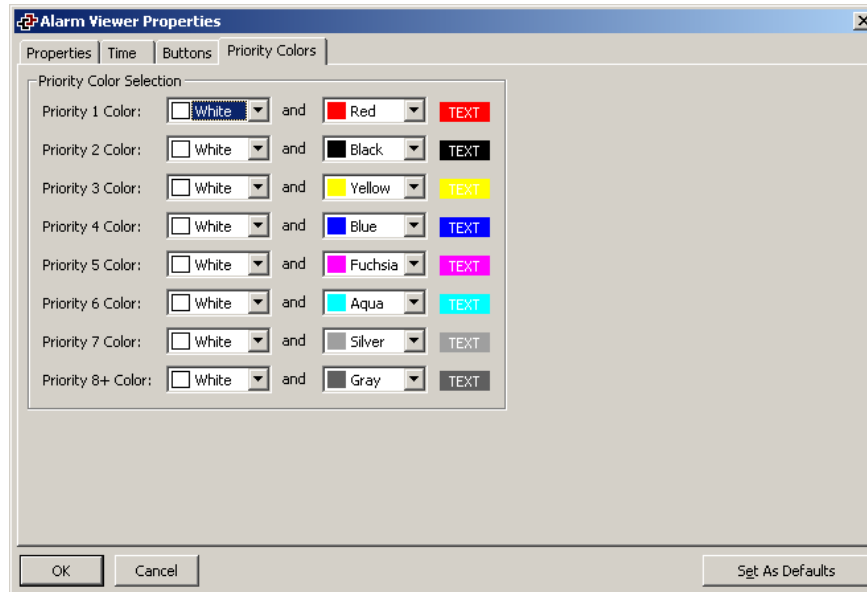 Alarm Viewer Properties
Properties Time Buttons Priority Colors
Priority Color Selection
Priority 1 Color: White and Red TEXT
Priority 2 Color: White and Black TEXT
Priority 3 Color: White and Yellow TEXT
Priority 4 Color: White and Blue TEXT
Priority 5 Color: White and Fuchsia TEXT
Priority 6 Color: White and Aqua TEXT
Priority 7 Color: White and Silver TEXT
Priority 8+ Color: White and Gray TEXT
OK Cancel Set As Defaults